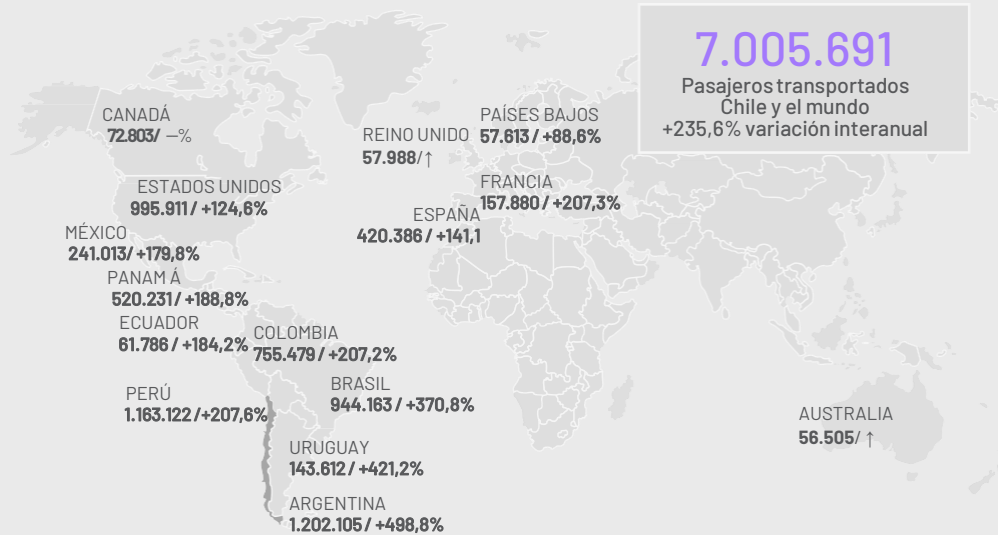 7.005.691
Pasajeros transportados
Chile y el mundo
+235,6% variación interanual
CANADÁ
72.803/ —%
REINO UNIDO
57.988/↑
PAÍSES BAJOS
57.613 / +88,6%
ESTADOS UNIDOS
995.911 / +124,6%
FRANCIA
157.880 / +207,3%
ESPAÑA
420.386 / +141,1
MÉXICO
241.013/ +179,8%
PANAM Á
520.231 / +188,8%
ECUADOR
61.786 / +184,2%
COLOMBIA
755.479 / +207,2%
PERÚ
1.163.122 /+207,6%
BRASIL
944.163 / +370,8%
AUSTRALIA
56.505/ ↑
URUGUAY
143.612 / +421,2%
ARGENTINA
1.202.105 / +498,8%